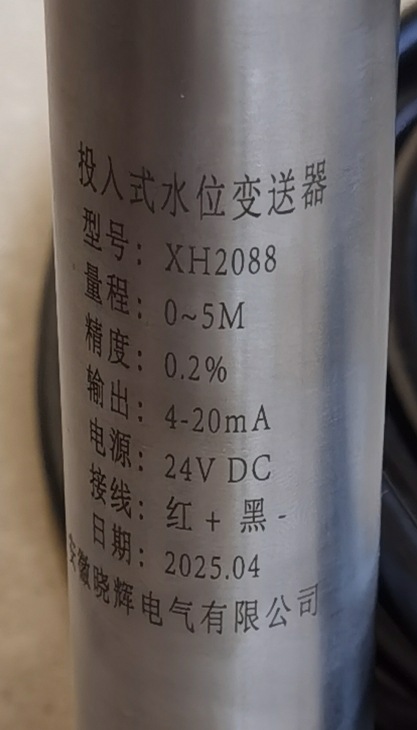 投入式水位变送器
型号：XH2088
量程：0~5M
精度：0.2%
输出：4-20mA
电源：24V DC
接线：红 + 黑 -
日期：2025.04
安徽晓辉电气有限公司